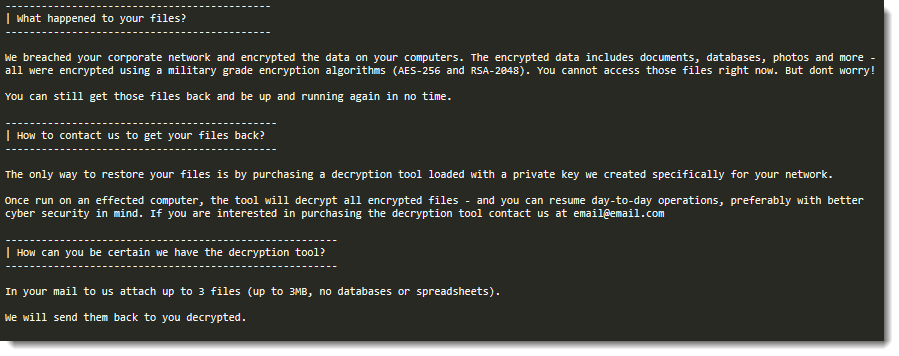 --------------------------------------------
| What happened to your files?
--------------------------------------------
We breached your corporate network and encrypted the data on your computers. The encrypted data includes documents, databases, photos and more -
all were encrypted using a military grade encryption algorithms (AES-256 and RSA-2048). You cannot access those files right now. But dont worry!
You can still get those files back and be up and running again in no time.
---------------------------------------------
| How to contact us to get your files back?
---------------------------------------------
The only way to restore your files is by purchasing a decryption tool loaded with a private key we created specifically for your network.
Once run on an effected computer, the tool will decrypt all encrypted files - and you can resume day-to-day operations, preferably with better
cyber security in mind. If you are interested in purchasing the decryption tool contact us at email@email.com
-------------------------------------------------------
| How can you be certain we have the decryption tool?
-------------------------------------------------------
In your mail to us attach up to 3 files (up to 3MB, no databases or spreadsheets).
We will send them back to you decrypted.